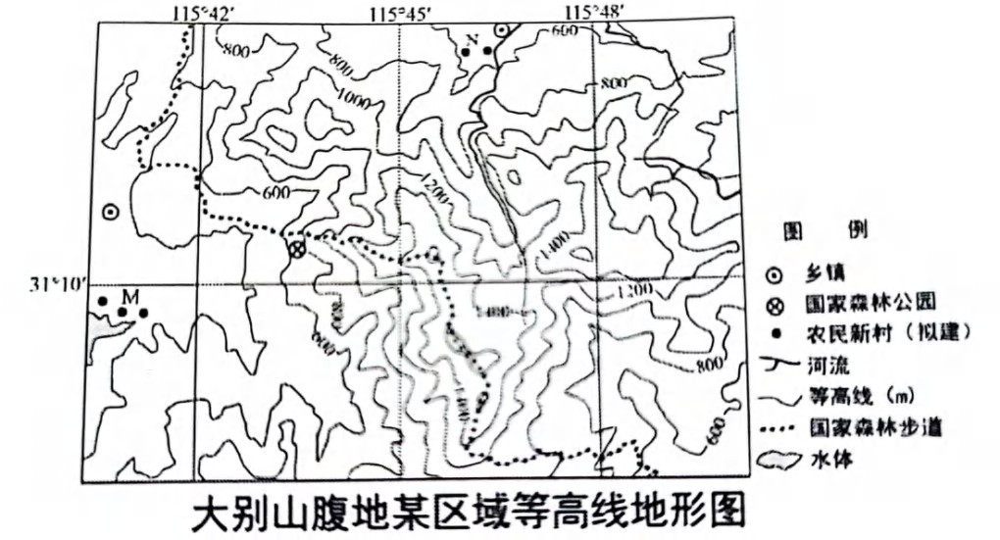 115°42′ 115°45′ 115°48′
800 N 600
800
1000 800
1200
600
1400
31°10′ M 1200
1400
800
600
800
1400
600
图 例
乡镇
国家森林公园
农民新村（拟建）
河流
等高线（m）
国家森林步道
水体
大别山腹地某区域等高线地形图